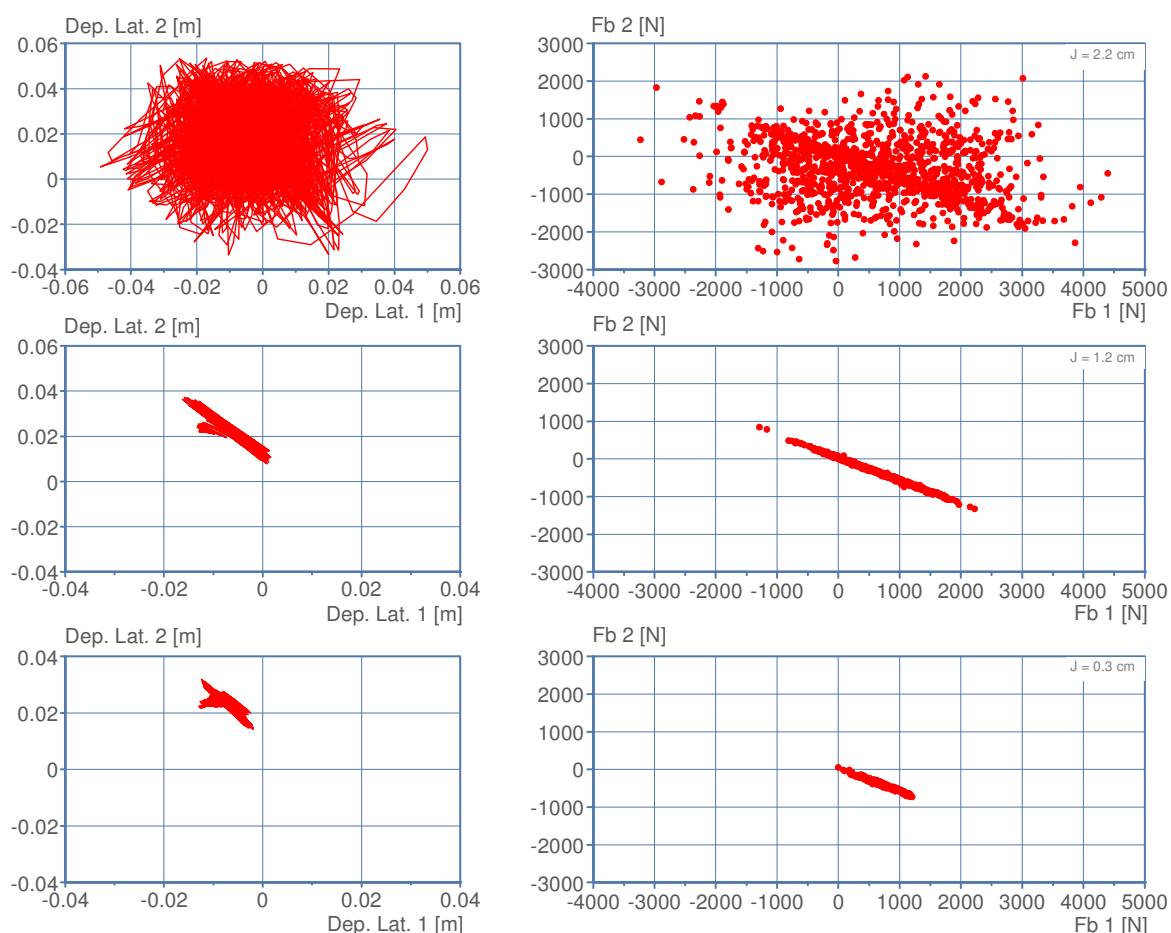 Dep. Lat. 2 [m]
0.06
0.04
0.02
0
-0.02
-0.04
-0.06 -0.04 -0.02 0 0.02 0.04 0.06
Dep. Lat. 1 [m]
Fb 2 [N]
J = 2.2 cm
3000
2000
1000
0
-1000
-2000
-3000
-4000 -3000 -2000 -1000 0 1000 2000 3000 4000 5000
Fb 1 [N]
Dep. Lat. 2 [m]
0.06
0.04
0.02
0
-0.02
-0.04
-0.04 -0.02 0 0.02 0.04
Dep. Lat. 1 [m]
Fb 2 [N]
J = 1.2 cm
3000
2000
1000
0
-1000
-2000
-3000
-4000 -3000 -2000 -1000 0 1000 2000 3000 4000 5000
Fb 1 [N]
Dep. Lat. 2 [m]
0.04
0.02
0
-0.02
-0.04
-0.04 -0.02 0 0.02 0.04
Dep. Lat. 1 [m]
Fb 2 [N]
J = 0.3 cm
3000
2000
1000
0
-1000
-2000
-3000
-4000 -3000 -2000 -1000 0 1000 2000 3000 4000 5000
Fb 1 [N]